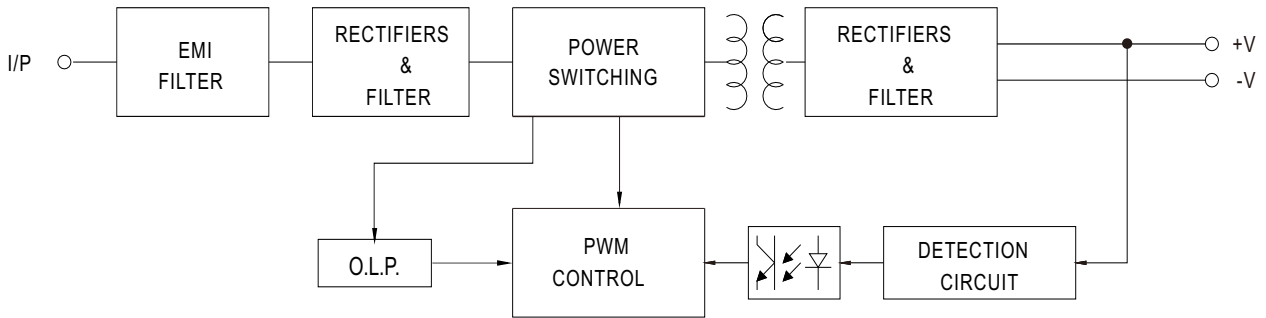 I/P
EMI
FILTER
RECTIFIERS
&
FILTER
POWER
SWITCHING
RECTIFIERS
&
FILTER
+V
-V
O.L.P.
PWM
CONTROL
DETECTION
CIRCUIT